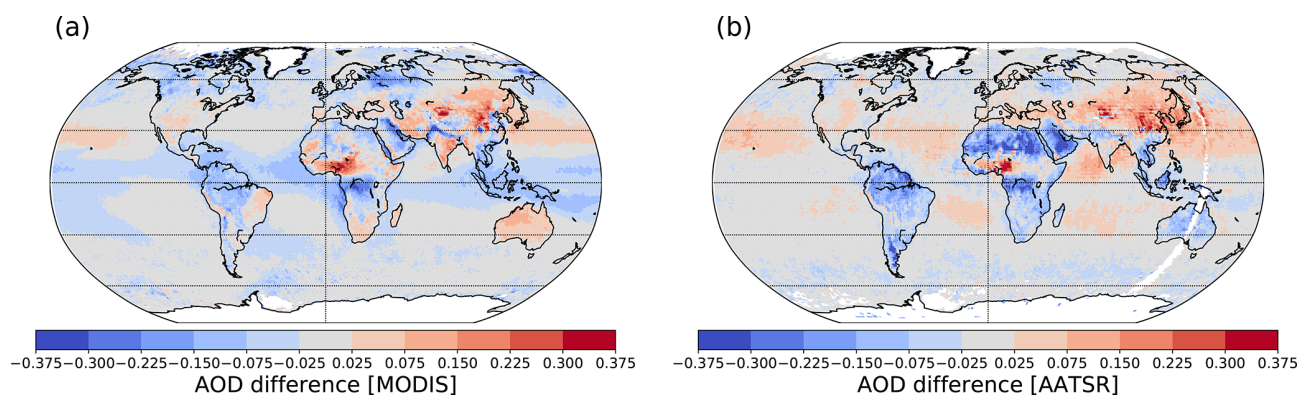 (a)
(b)
−0.375 −0.300 −0.225 −0.150 −0.075 −0.025 0.025 0.075 0.150 0.225 0.300 0.375
AOD difference [MODIS]
−0.375 −0.300 −0.225 −0.150 −0.075 −0.025 0.025 0.075 0.150 0.225 0.300 0.375
AOD difference [AATSR]